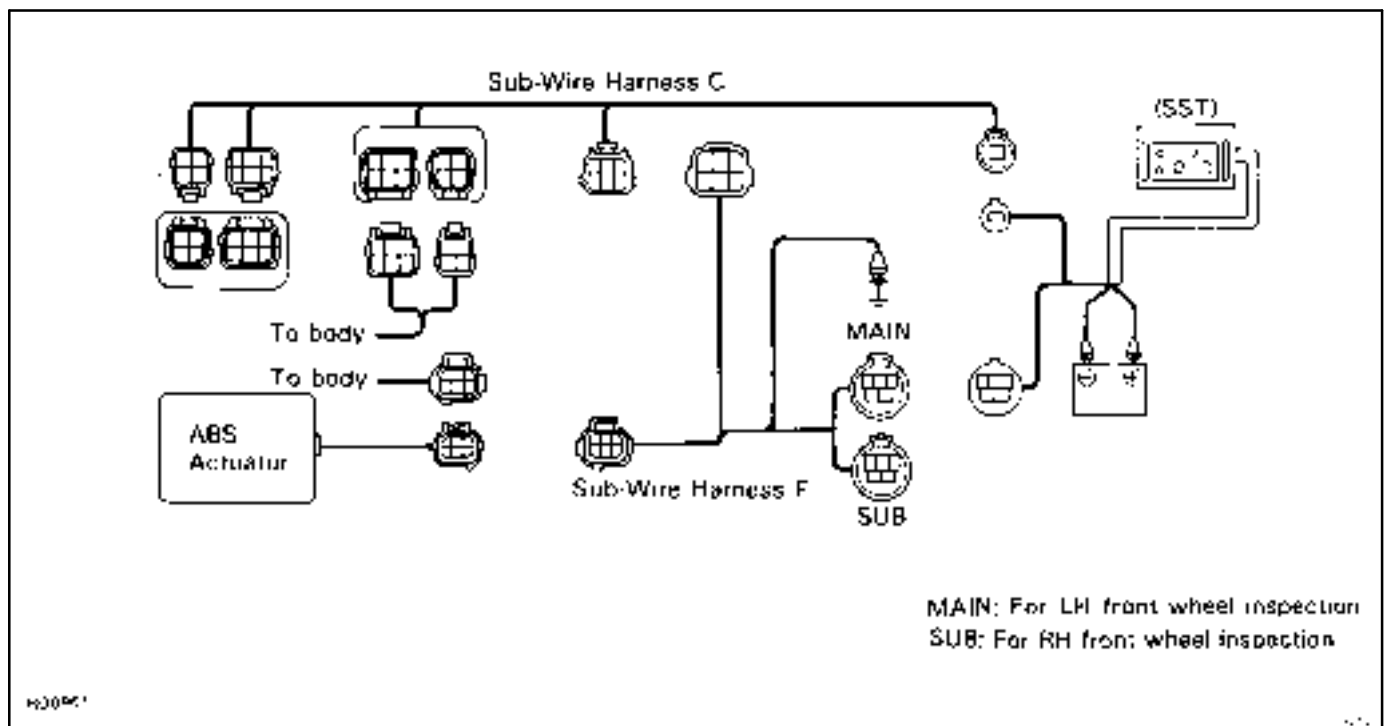 Sub-Wire Harness C
(SST)
To body
To body
MAIN
ABS
Actuator
Sub-Wire Harness F
SUB
MAIN: For LH front wheel inspection
SUB: For RH front wheel inspection